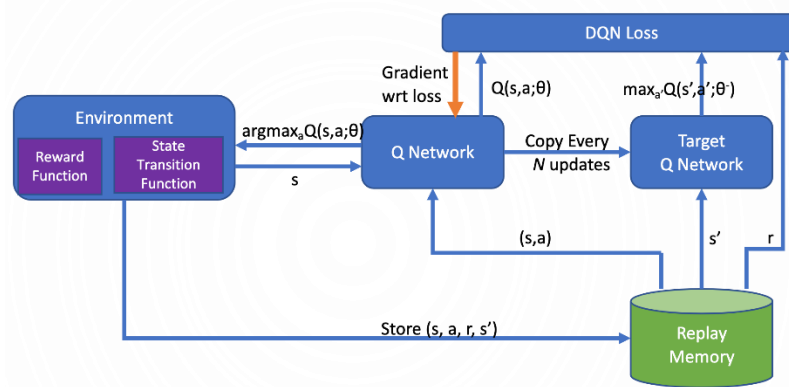 DQN Loss
Gradient
wrt loss
Q(s,a;θ)
maxₐ'Q(s',a';θ⁻)
Environment
Reward
Function
State
Transition
Function
argmaxₐQ(s,a;θ)
s
Q Network
Copy Every
N updates
Target
Q Network
(s,a)
s'
r
Store (s, a, r, s')
Replay
Memory